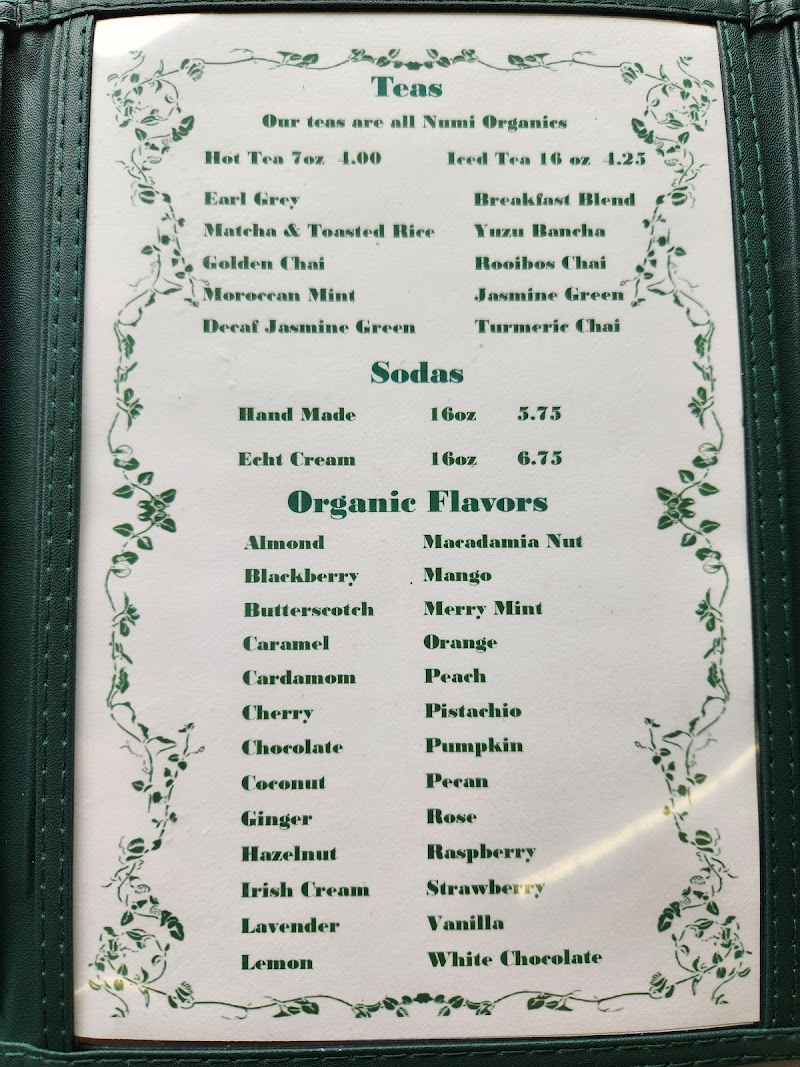 Teas
Our teas are all Numi Organics
Hot Tea 7oz 4.00 Iced Tea 16 oz 4.25
Earl Grey Breakfast Blend
Matcha & Toasted Rice Yuzu Bancha
Golden Chai Rooibos Chai
Moroccan Mint Jasmine Green
Decaf Jasmine Green Turmeric Chai
Sodas
Hand Made 16oz 5.75
Echt Cream 16oz 6.75
Organic Flavors
Almond Macadamia Nut
Blackberry Mango
Butterscotch Merry Mint
Caramel Orange
Cardamom Peach
Cherry Pistachio
Chocolate Pumpkin
Coconut Pecan
Ginger Rose
Hazelnut Raspberry
Irish Cream Strawberry
Lavender Vanilla
Lemon White Chocolate